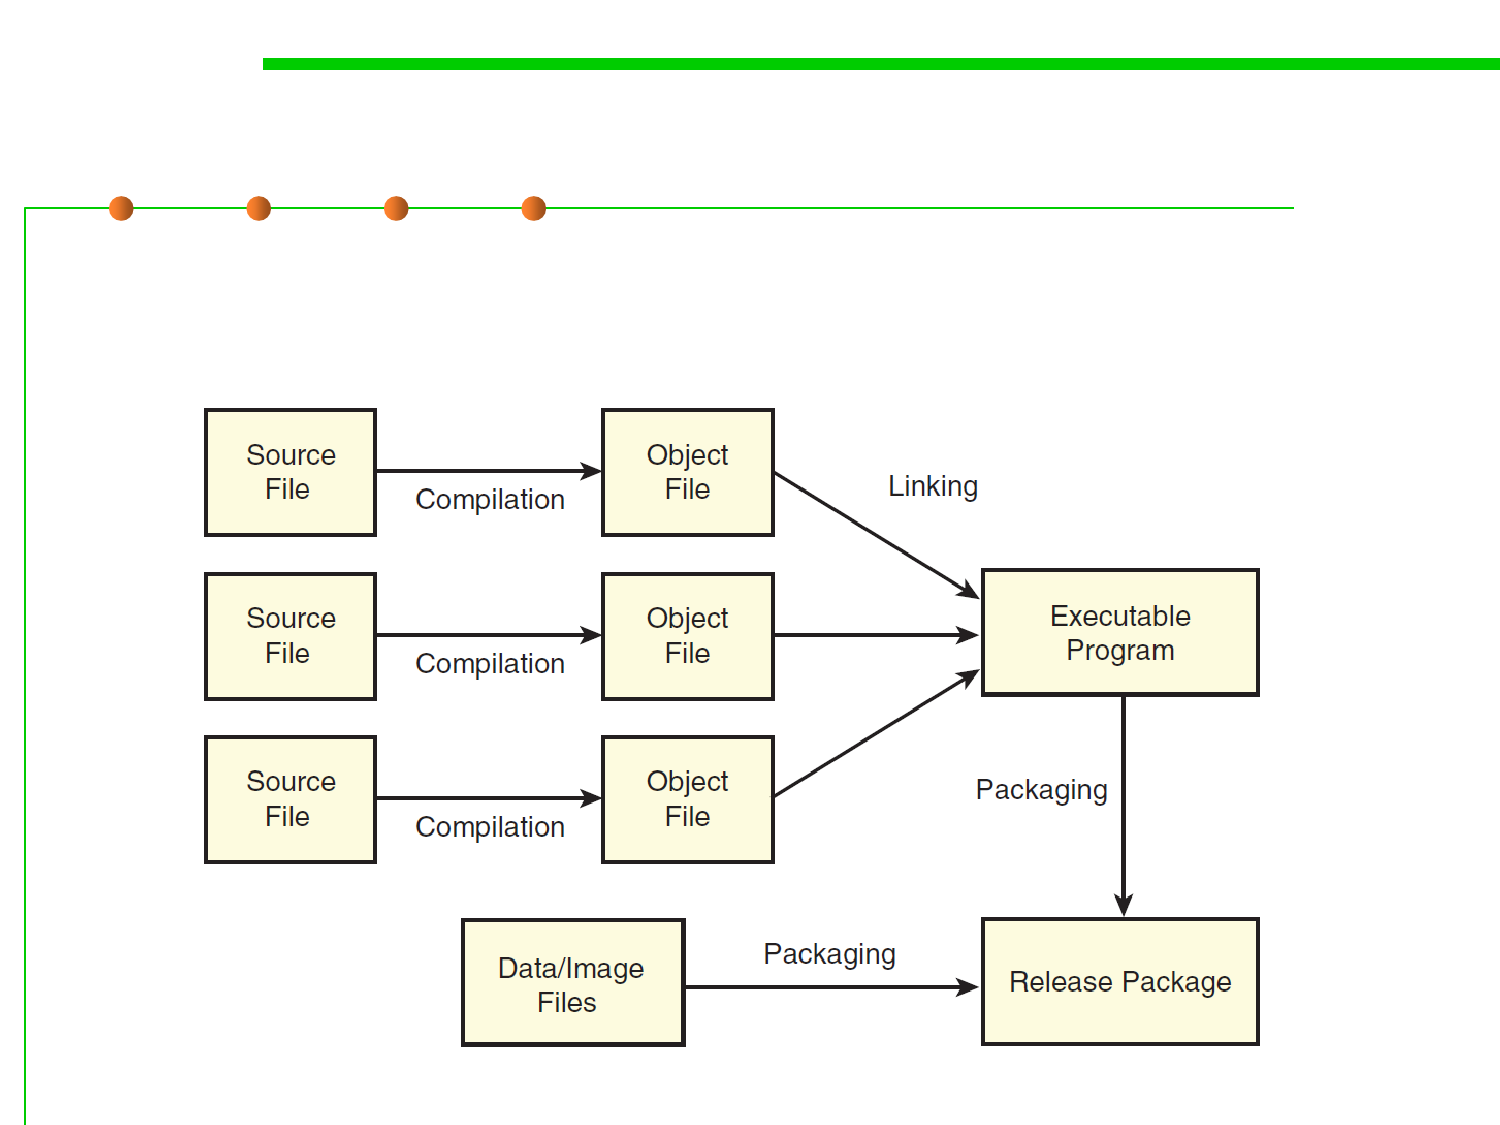 Source
File
Compilation
Object
File
Linking
Source
File
Compilation
Object
File
Executable
Program
Source
File
Compilation
Object
File
Packaging
Data/Image
Files
Packaging
Release Package